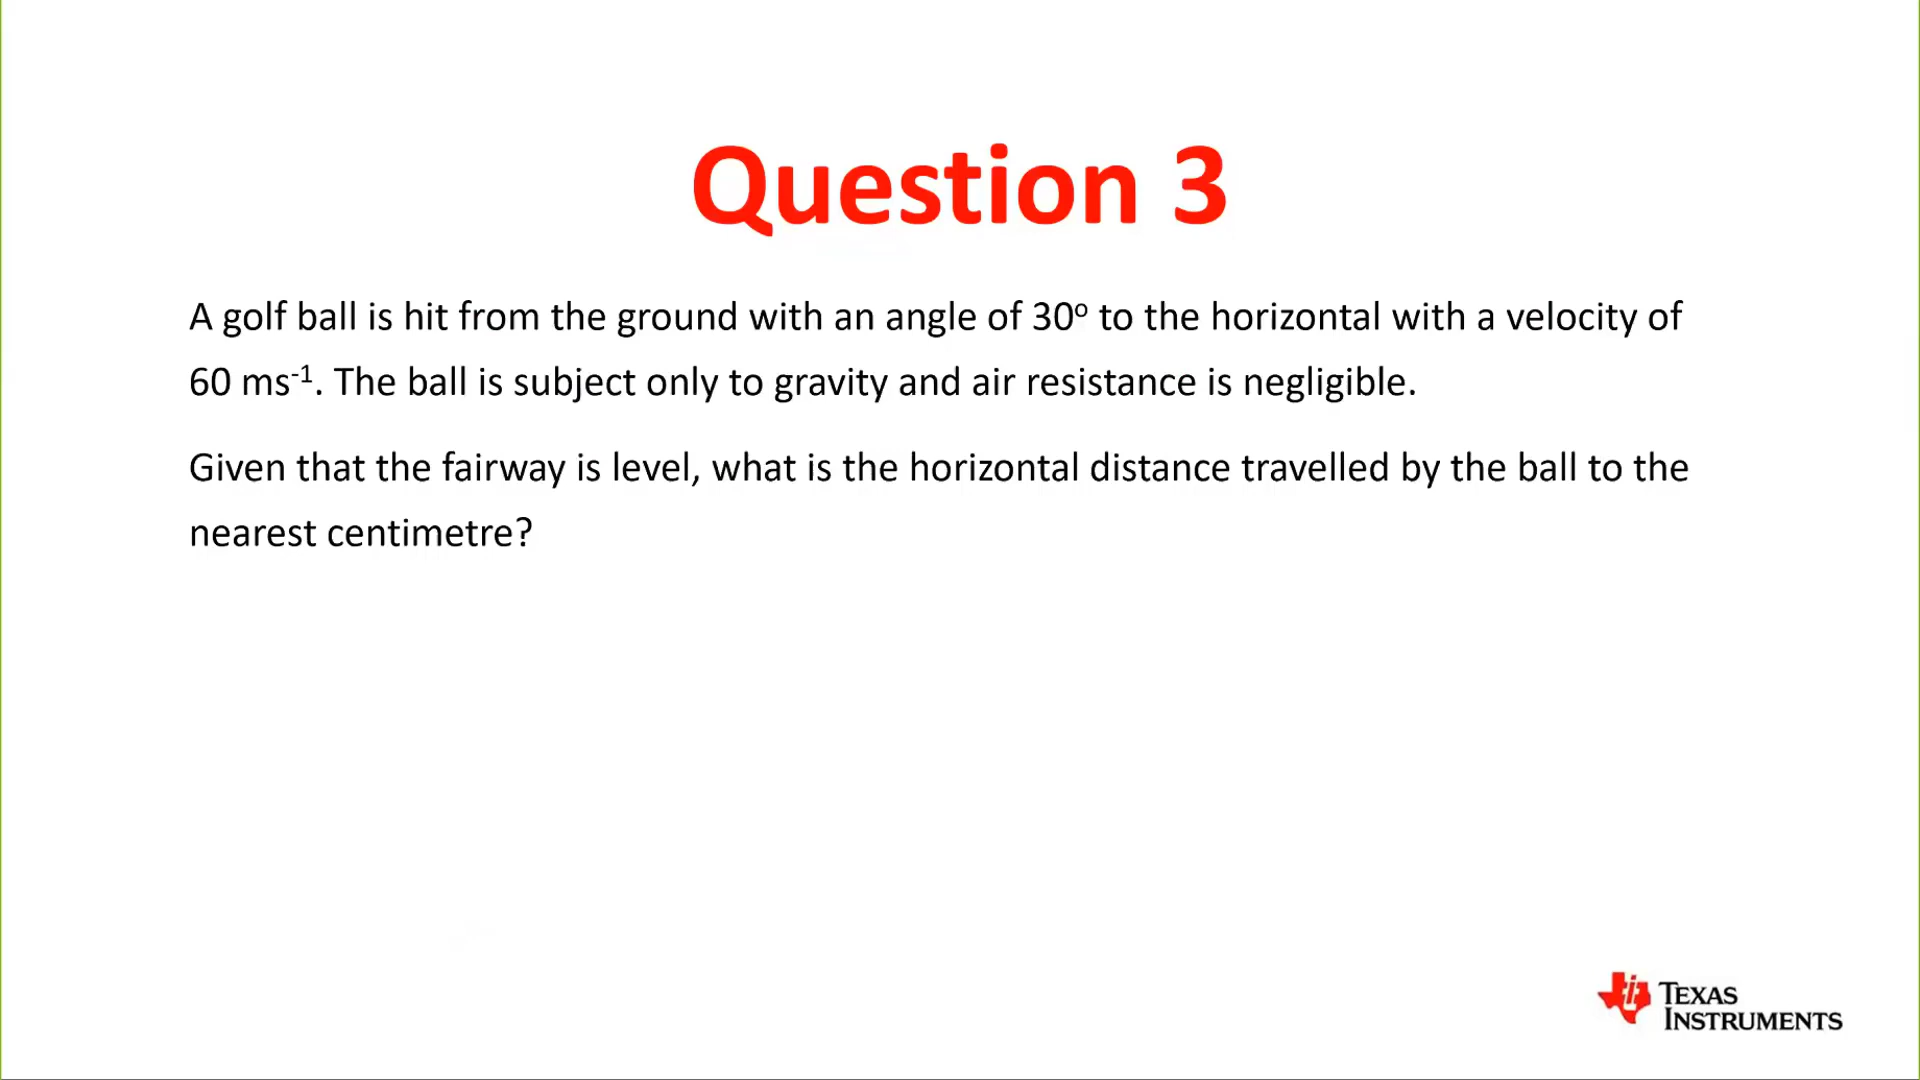 Question 3
A golf ball is hit from the ground with an angle of 30º to the horizontal with a velocity of
60 ms⁻¹. The ball is subject only to gravity and air resistance is negligible.
Given that the fairway is level, what is the horizontal distance travelled by the ball to the
nearest centimetre?
TEXAS
INSTRUMENTS